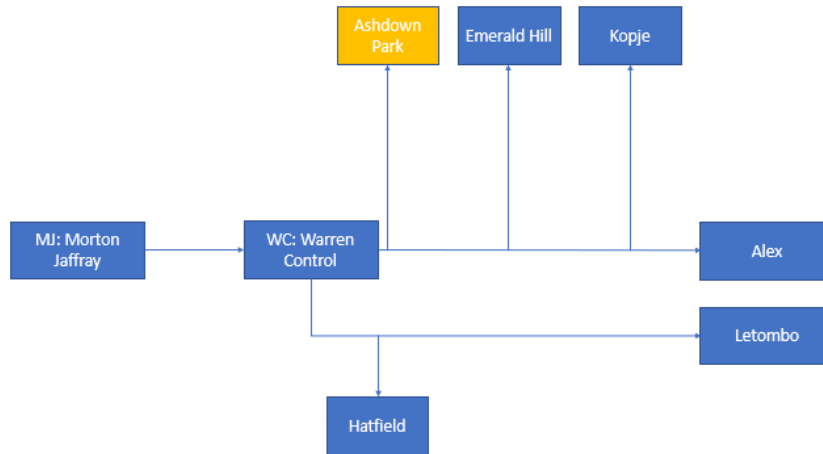 Ashdown
Park
Emerald Hill
Kopje
MJ: Morton
Jaffray
WC: Warren
Control
Alex
Letombo
Hatfield